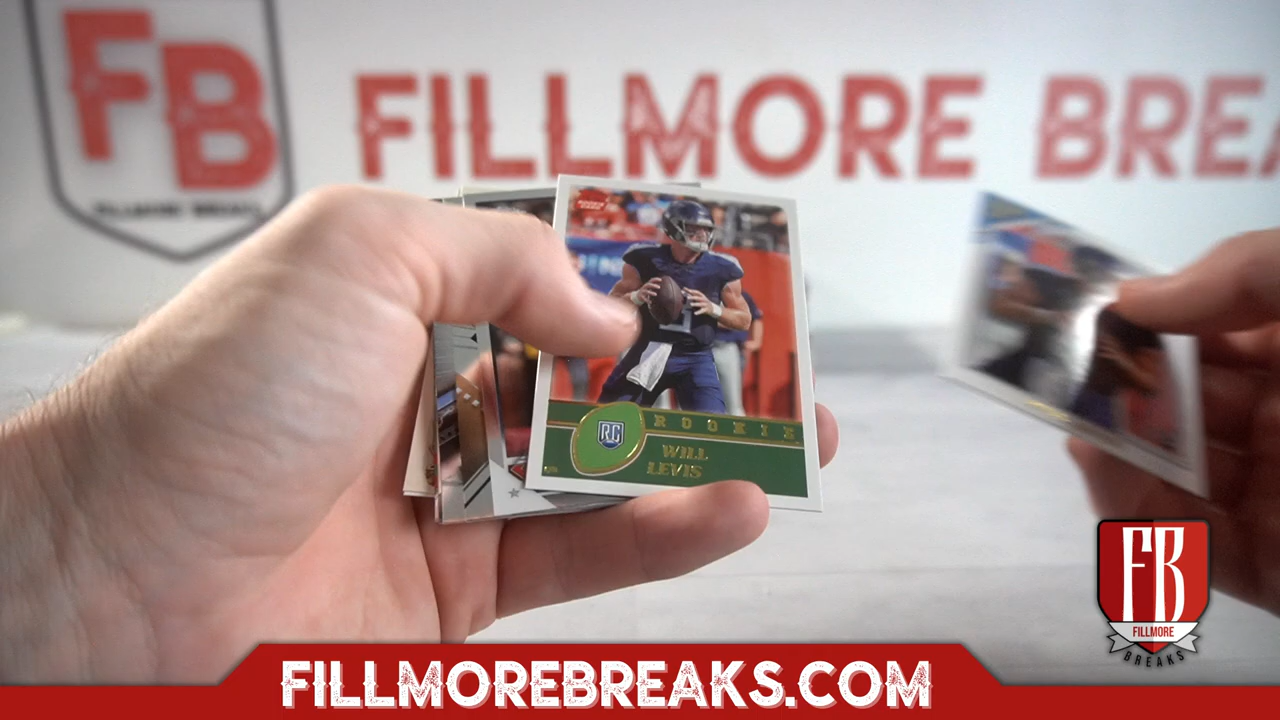 FB
FILLMORE BREAKS
FILLMORE BREA
ROOKIE
RC
WILL
LEVIS
FB
FILLMORE
BREAKS
FILLMOREBREAKS.COM